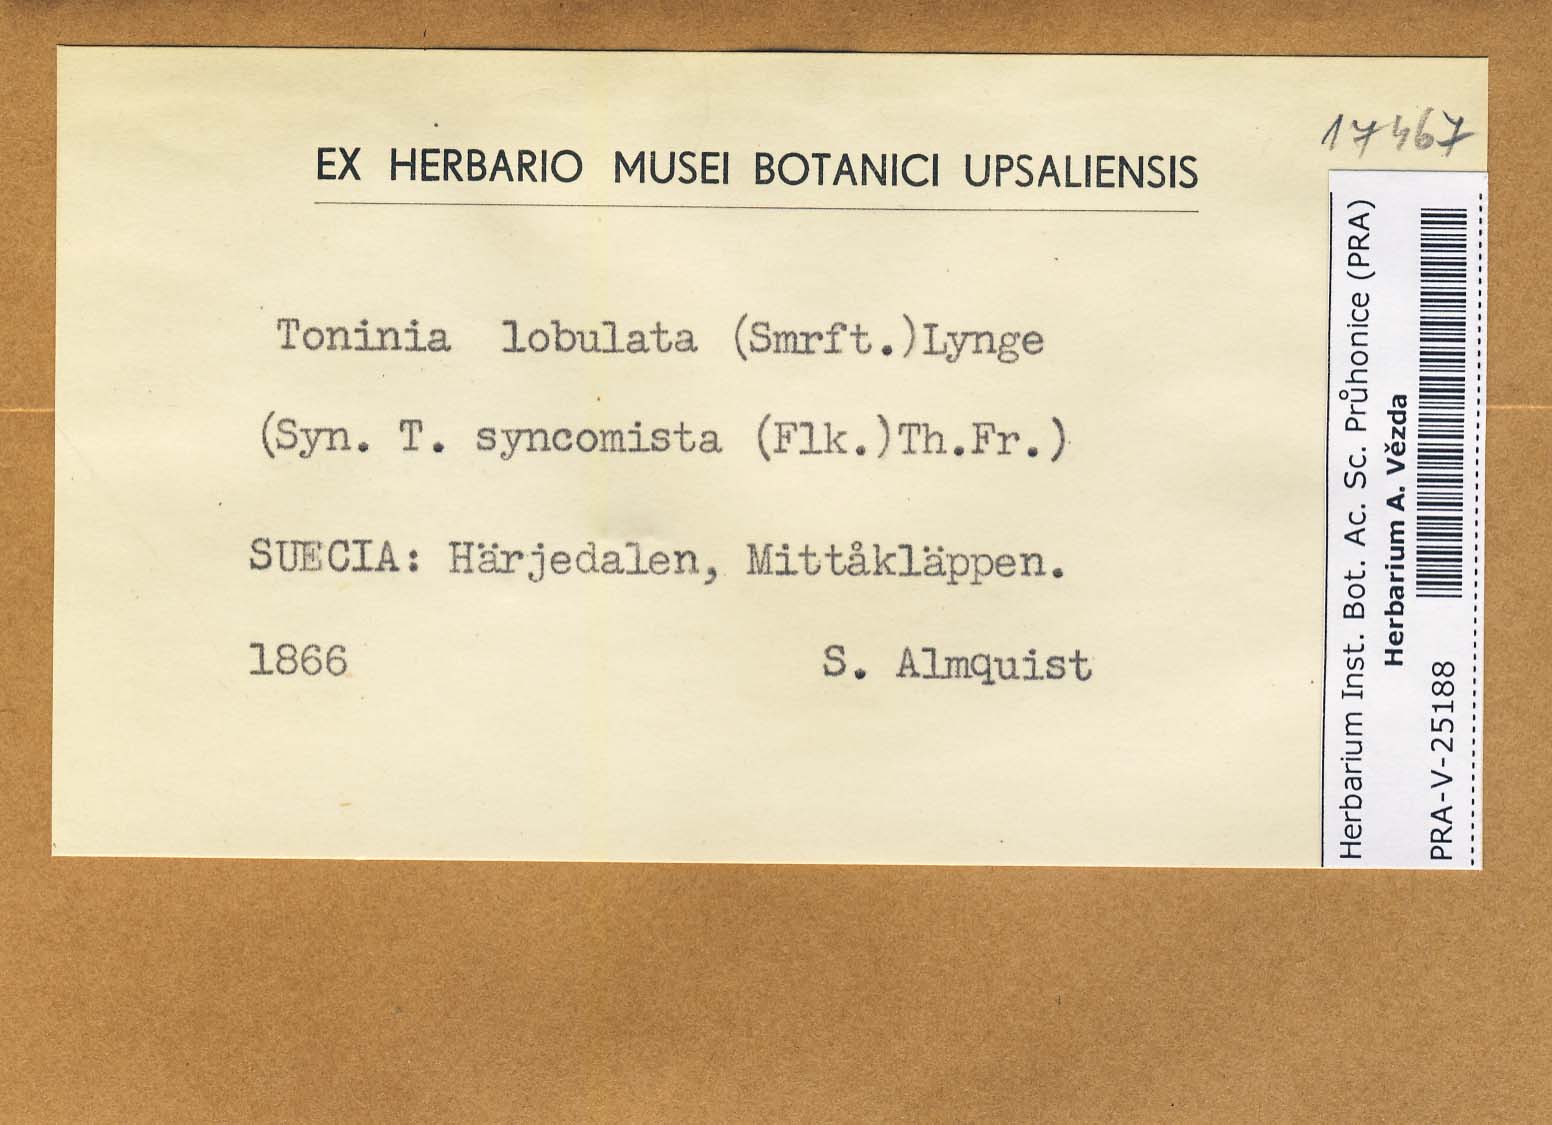 17467
EX HERBARIO MUSEI BOTANICI UPSALIENSIS
Toninia lobulata (Smrft.)Lynge
(Syn. T. syncomista (Flk.)Th.Fr.)
SUECIA: Härjedalen, Mittåkläppen.
1866 S. Almquist
Herbarium Inst. Bot. Ac. Sc. Průhonice (PRA)
Herbarium A. Vězda
PRA-V-25188